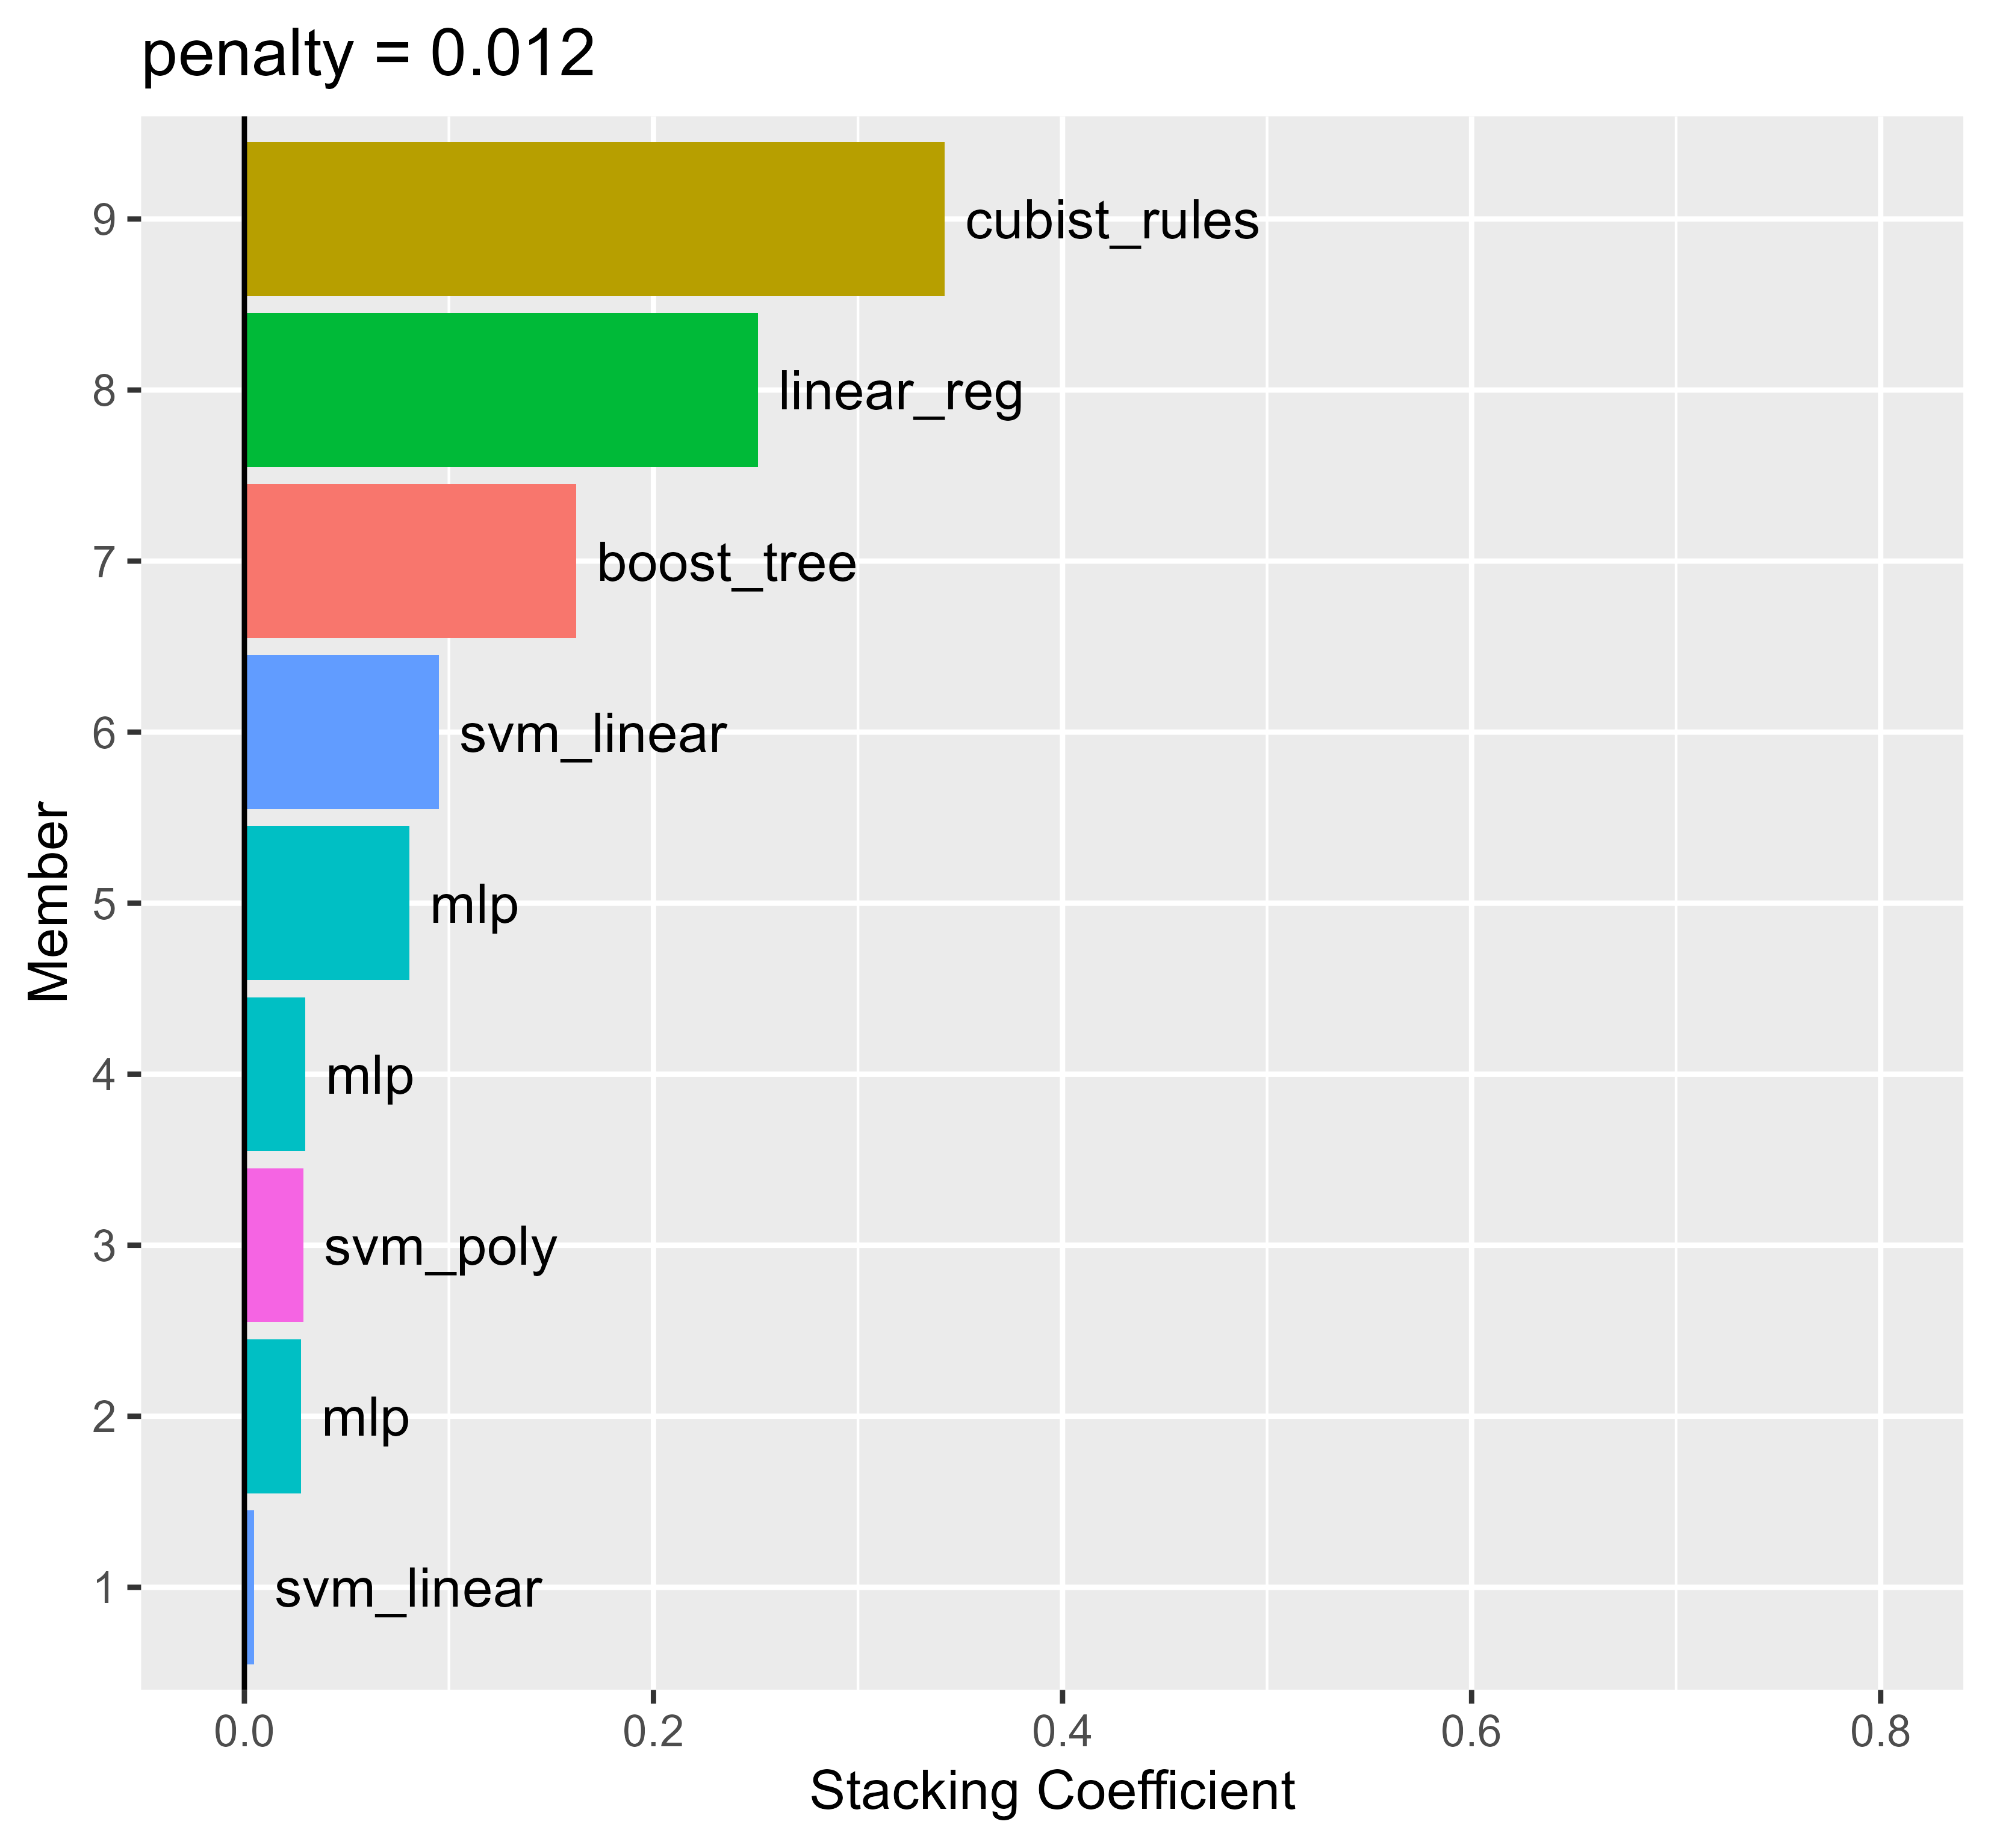 penalty = 0.012
9
cubist_rules
8
linear_reg
7
boost_tree
6
svm_linear
5
mlp
4
mlp
3
svm_poly
2
mlp
1
svm_linear
Member
0.0 0.2 0.4 0.6 0.8
Stacking Coefficient